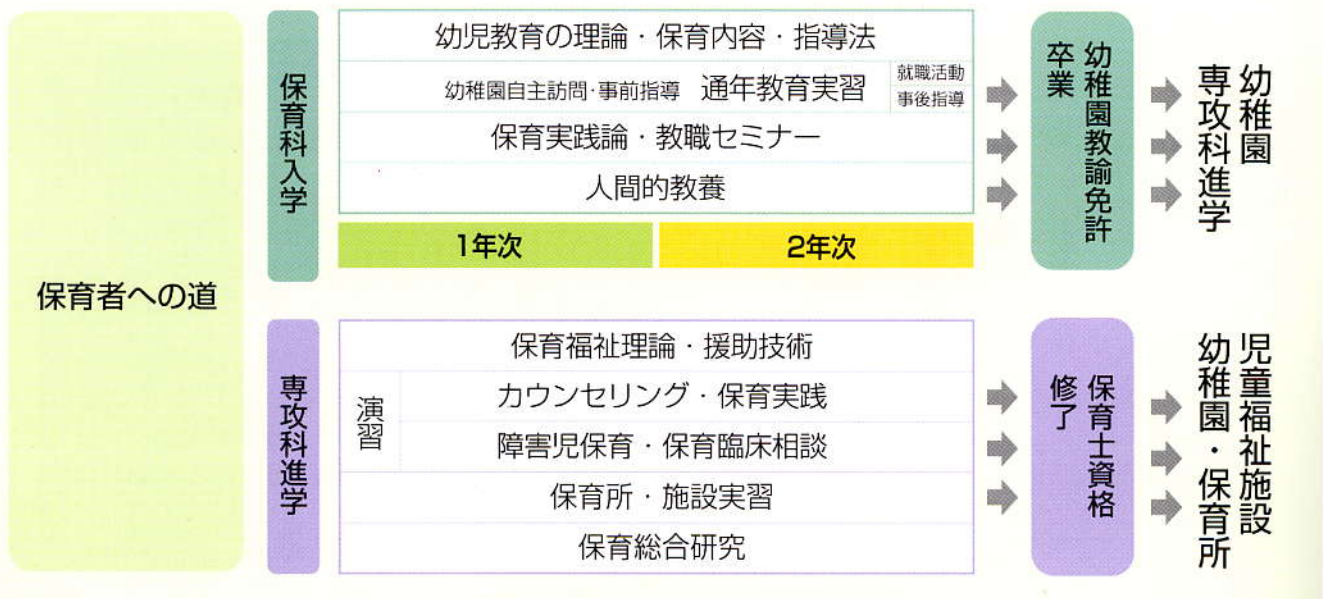 保育者への道
保育科入学
幼児教育の理論・保育内容・指導法
幼稚園自主訪問・事前指導 通年教育実習
就職活動
事後指導
保育実践論・教職セミナー
人間的教養
1年次
2年次
幼稚園教諭免許
卒業
幼稚園
専攻科進学
専攻科進学
保育福祉理論・援助技術
演習
カウンセリング・保育実践
障害児保育・保育臨床相談
保育所・施設実習
保育総合研究
保育士資格
修了
児童福祉施設
幼稚園・保育所